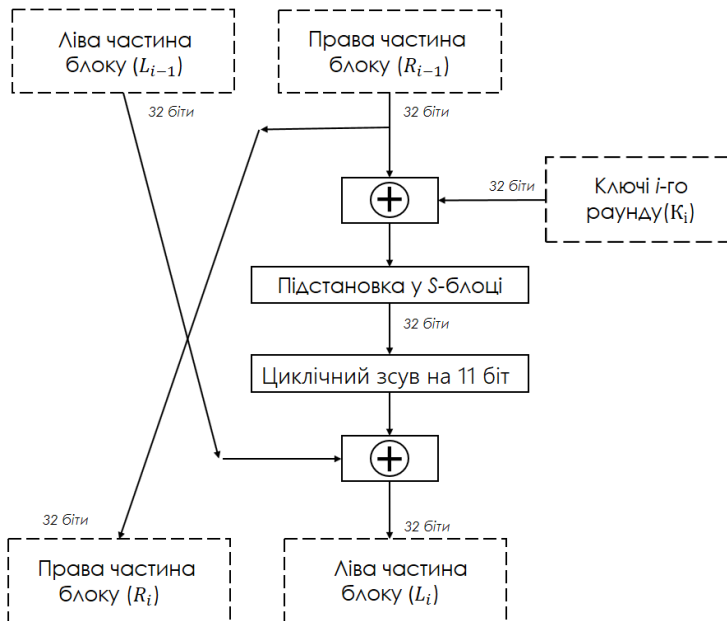 Ліва частина
блоку (L_{i-1})
Права частина
блоку (R_{i-1})
32 біти
32 біти
32 біти
Ключі i-го
раунду(K_i)
Підстановка у S-блоці
32 біти
Циклічний зсув на 11 біт
32 біти
32 біти
Права частина
блоку (R_i)
Ліва частина
блоку (L_i)